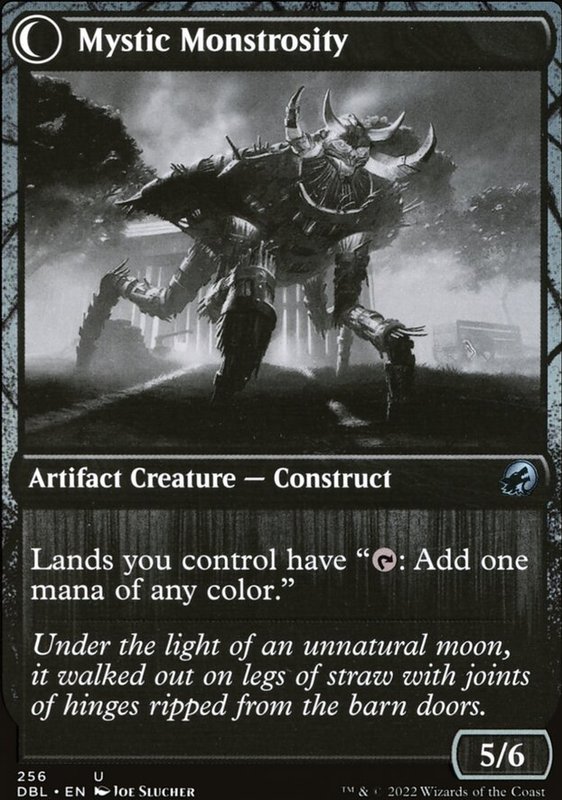 Mystic Monstrosity
Artifact Creature — Construct
Lands you control have “: Add one
mana of any color.”
Under the light of an unnatural moon,
it walked out on legs of straw with joints
of hinges ripped from the barn doors.
5/6
256 U
DBL • EN Joe Slucher
™ & © 2022 Wizards of the Coast